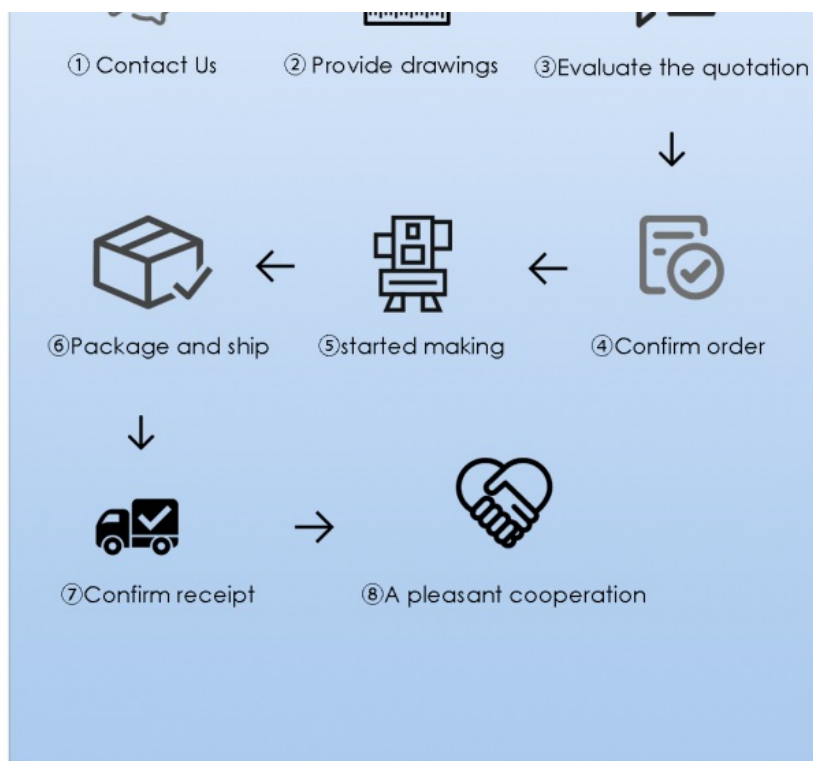 ① Contact Us
② Provide drawings
③Evaluate the quotation
④Confirm order
⑤started making
⑥Package and ship
⑦Confirm receipt
⑧A pleasant cooperation